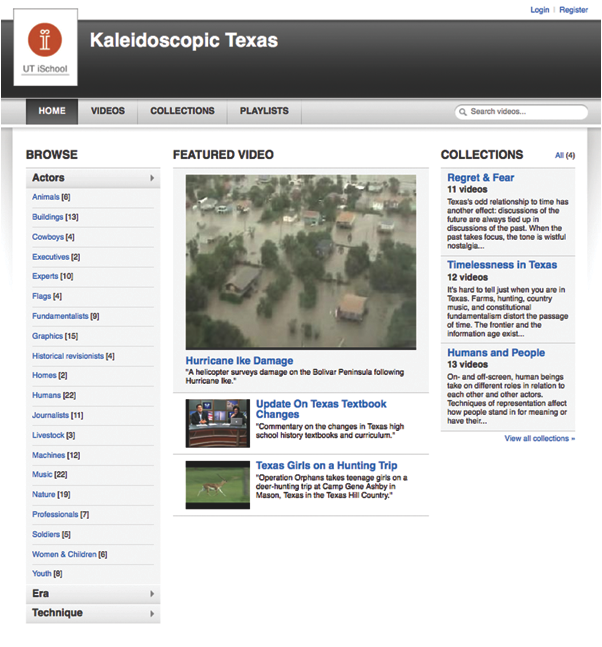 Login | Register
UT iSchool
Kaleidoscopic Texas
HOME
VIDEOS
COLLECTIONS
PLAYLISTS
Search videos...
BROWSE
Actors
Animals [6]
Buildings [13]
Cowboys [4]
Executives [2]
Experts [10]
Flags [4]
Fundamentalists [9]
Graphics [15]
Historical revisionists [4]
Homes [2]
Humans [22]
Journalists [11]
Livestock [3]
Machines [12]
Music [22]
Nature [19]
Professionals [7]
Soldiers [5]
Women & Children [6]
Youth [8]
Era
Technique
FEATURED VIDEO
Hurricane Ike Damage
"A helicopter surveys damage on the Bolivar Peninsula following
Hurricane Ike."
Update On Texas Textbook
Changes
"Commentary on the changes in Texas high
school history textbooks and curriculum."
Texas Girls on a Hunting Trip
"Operation Orphans takes teenage girls on a
deer-hunting trip at Camp Gene Ashby in
Mason, Texas in the Texas Hill Country."
COLLECTIONS
All (4)
Regret & Fear
11 videos
Texas's odd relationship to time has
another effect: discussions of the
future are always tied up in
discussions of the past. When the
past takes focus, the tone is wistful
nostalgia...
Timelessness in Texas
12 videos
It's hard to tell just when you are in
Texas. Farms, hunting, country
music, and constitutional
fundamentalism distort the passage
of time. The frontier and the
information age exist...
Humans and People
13 videos
On- and off-screen, human beings
take on different roles in relation to
each other and other actors.
Techniques of representation affect
how people stand in for meaning or
have their...
View all collections »